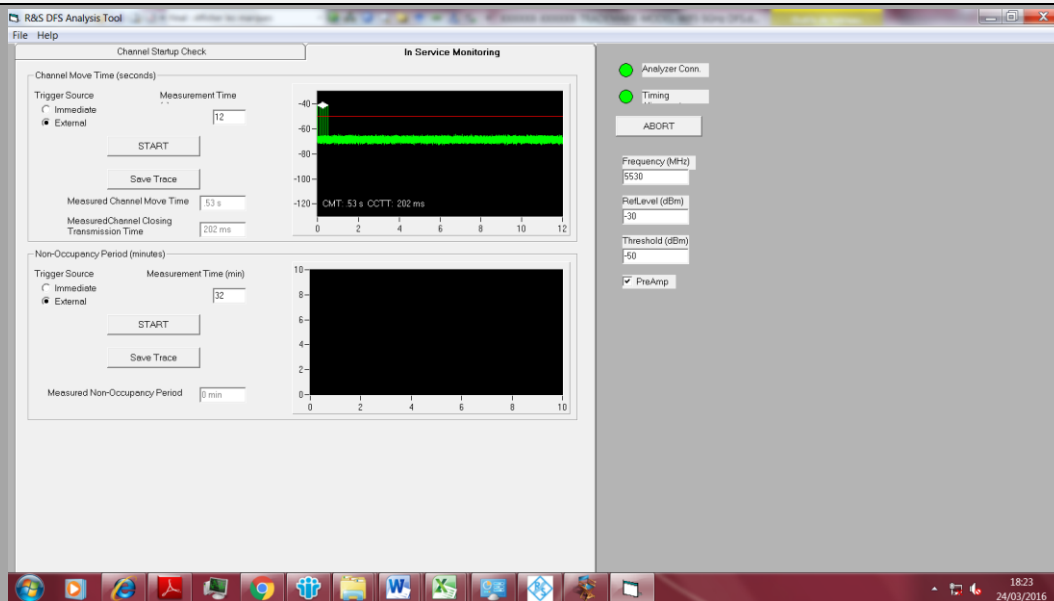 R&S DFS Analysis Tool
File Help
Channel Startup Check
In Service Monitoring
Channel Move Time (seconds)
Trigger Source
Measurement Time
Immediate
External
12
START
Save Trace
Measured Channel Move Time
.53 s
MeasuredChannel Closing
Transmission Time
202 ms
-40
-60
-80
-100
-120
CMT: .53 s CCTT: 202 ms
0 2 4 6 8 10 12
Non-Occupancy Period (minutes)
Trigger Source
Measurement Time (min)
Immediate
External
32
START
Save Trace
Measured Non-Occupancy Period
0 min
10
8
6
4
2
0
0 2 4 6 8 10
Analyzer Conn.
Timing
ABORT
Frequency (MHz)
5530
RefLevel (dBm)
-30
Threshold (dBm)
-50
PreAmp
18:23
24/03/2016